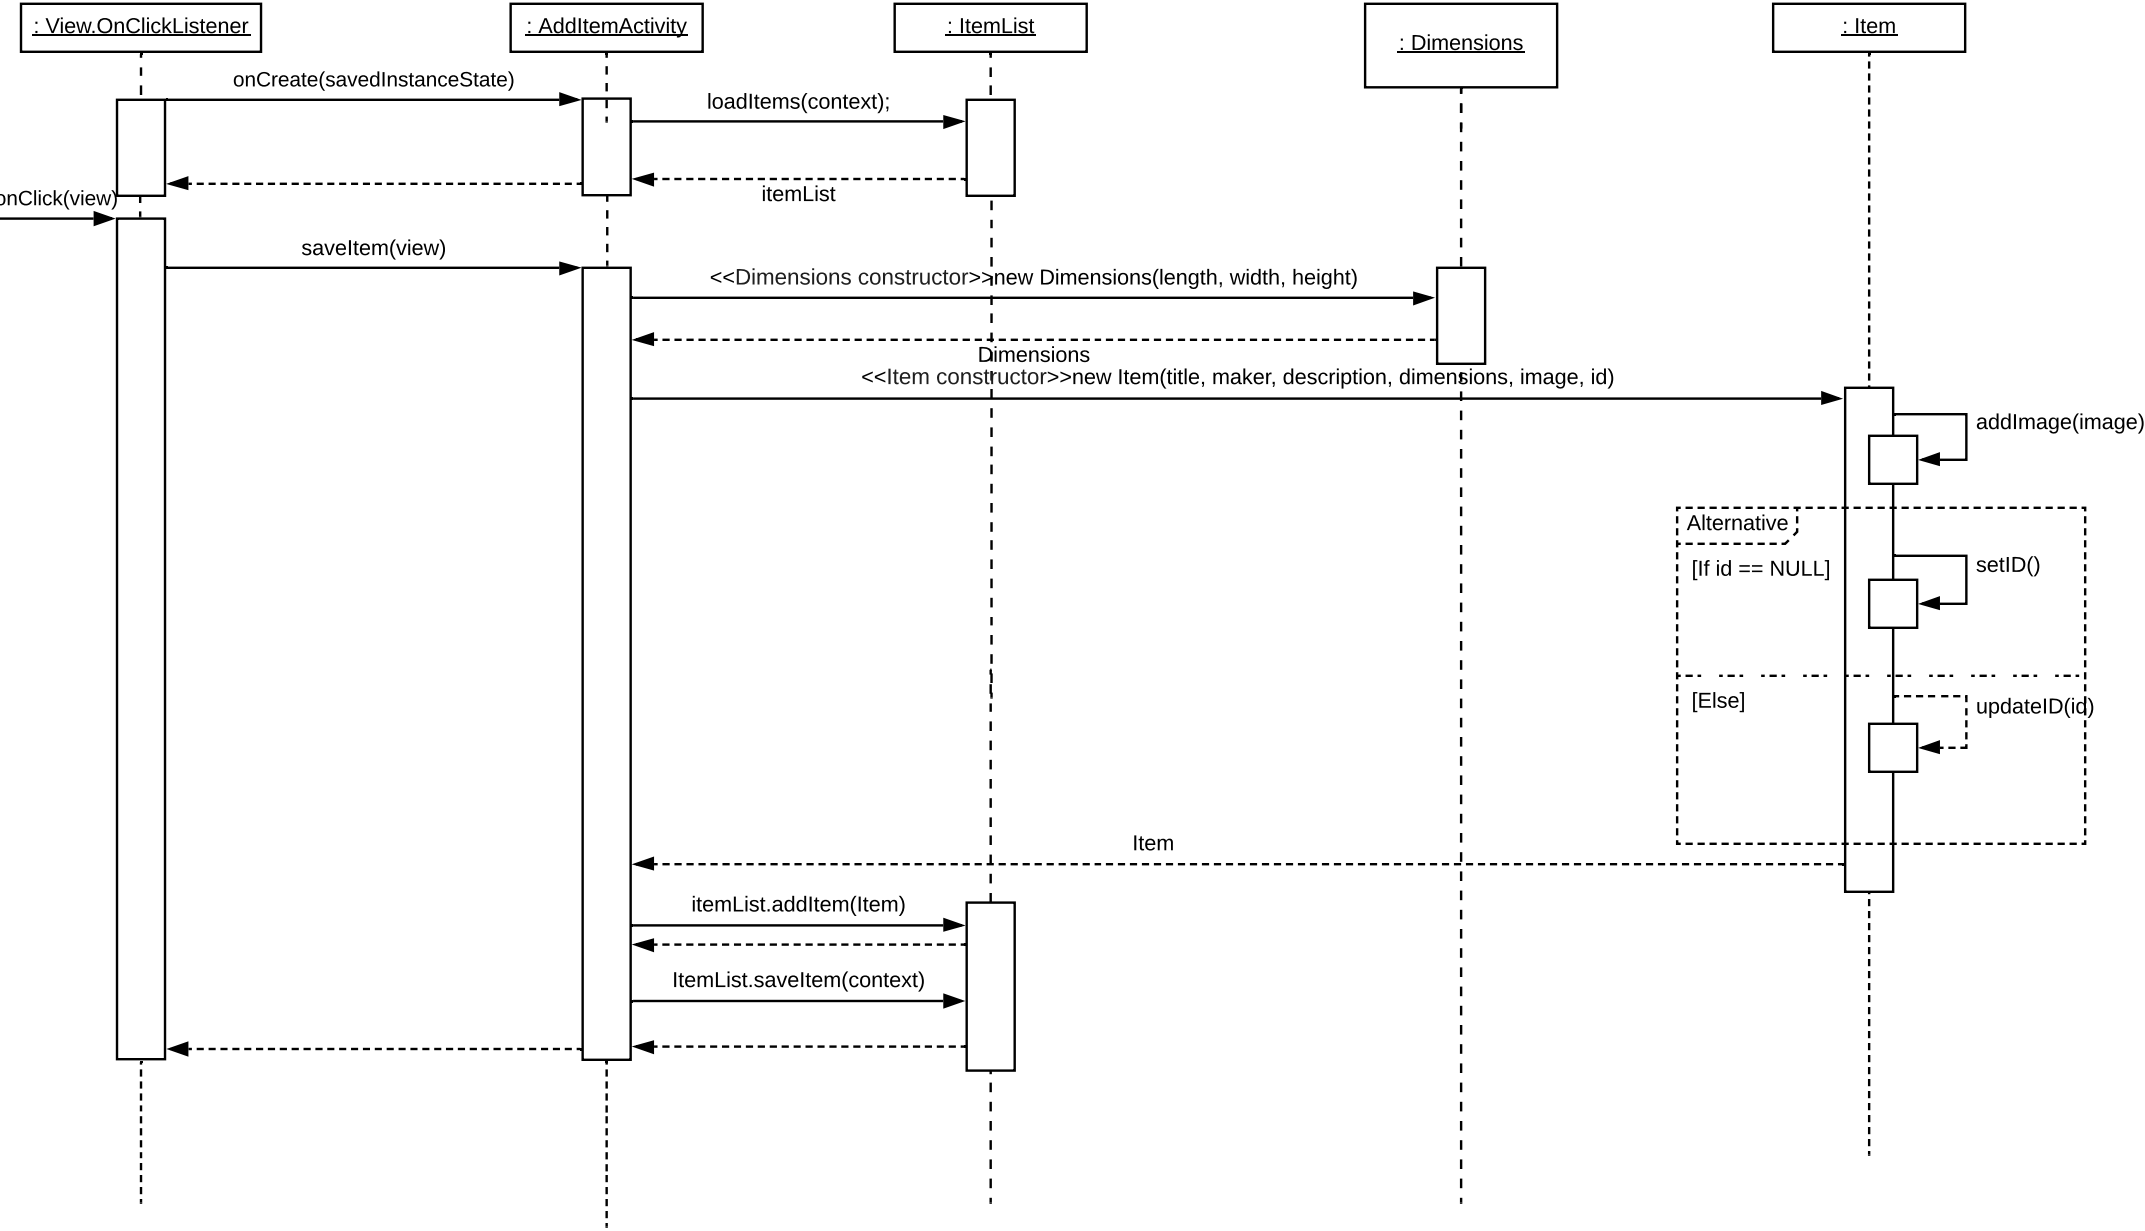 : View.OnClickListener
: AddItemActivity
: ItemList
: Dimensions
: Item
onCreate(savedInstanceState)
loadItems(context);
itemList
onClick(view)
saveItem(view)
<<Dimensions constructor>>new Dimensions(length, width, height)
Dimensions
<<Item constructor>>new Item(title, maker, description, dimensions, image, id)
addImage(image)
Alternative
[If id == NULL]
setID()
[Else]
updateID(id)
Item
itemList.addItem(Item)
ItemList.saveItem(context)